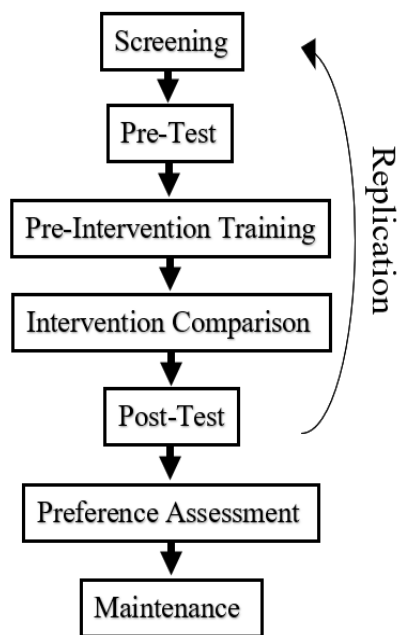 Screening
Pre-Test
Pre-Intervention Training
Intervention Comparison
Post-Test
Preference Assessment
Maintenance
Replication